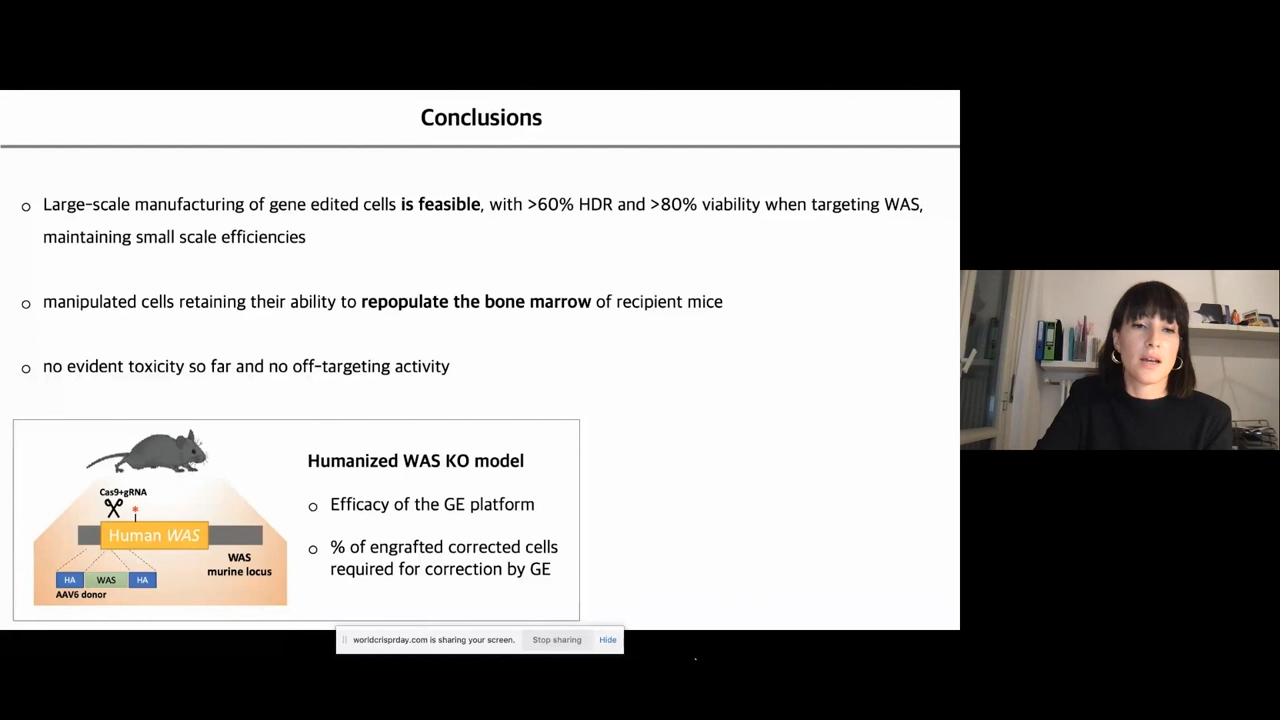 Conclusions
Large-scale manufacturing of gene edited cells is feasible, with >60% HDR and >80% viability when targeting WAS,
maintaining small scale efficiencies
manipulated cells retaining their ability to repopulate the bone marrow of recipient mice
no evident toxicity so far and no off-targeting activity
Cas9+gRNA
*
Human WAS
WAS
murine locus
HA WAS HA
AAV6 donor
Humanized WAS KO model
Efficacy of the GE platform
% of engrafted corrected cells
required for correction by GE
worldcrisprday.com is sharing your screen. Stop sharing Hide